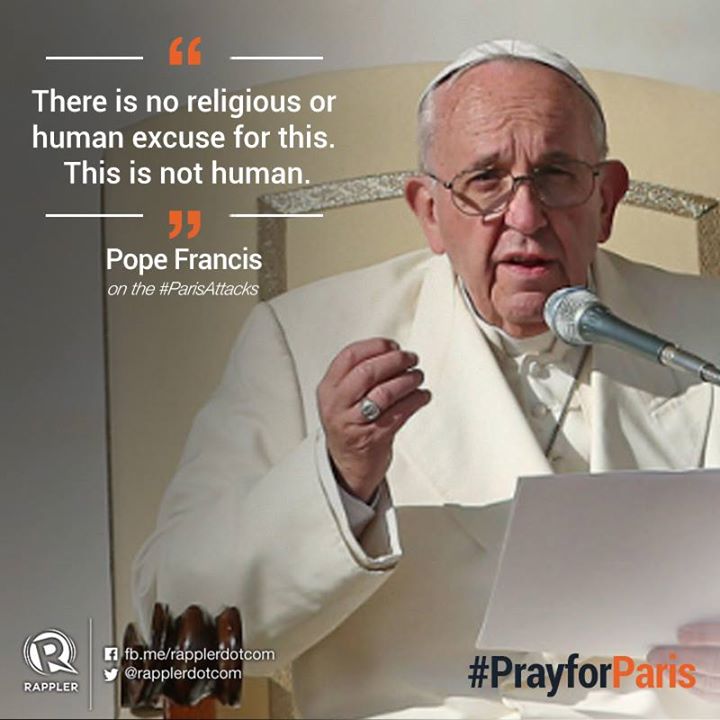 “
There is no religious or
human excuse for this.
This is not human.
”
Pope Francis
on the #ParisAttacks
R
RAPPLER
f fb.me/rapplerdotcom
@rapplerdotcom
#PrayforParis